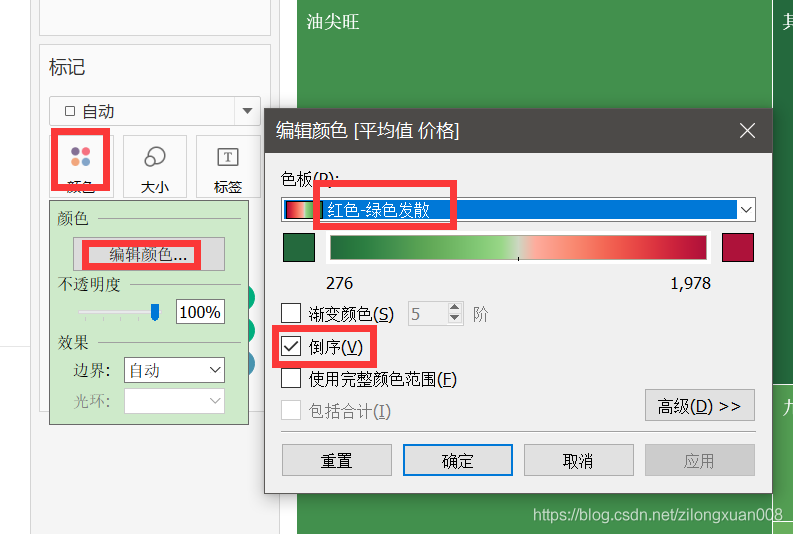 油尖旺
其
标记
自动
颜色
大小
标签
颜色
编辑颜色...
不透明度
100%
效果
边界:
自动
光环:
编辑颜色 [平均值 价格]
色板(P):
红色-绿色发散
276
1,978
渐变颜色(S)
5
阶
倒序(V)
使用完整颜色范围(F)
包括合计(I)
高级(D) >>
重置
确定
取消
应用
九
https://blog.csdn.net/zilongxuan008